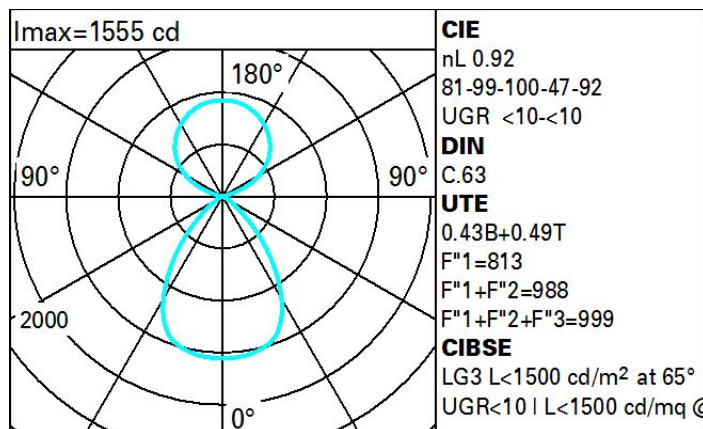 Imax=1555 cd
180°
90°
90°
2000
0°
CIE
nL 0.92
81-99-100-47-92
UGR <10-<10
DIN
C.63
UTE
0.43B+0.49T
F"1=813
F"1+F"2=988
F"1+F"2+F"3=999
CIBSE
LG3 L<1500 cd/m² at 65°
UGR<10 | L<1500 cd/mq @